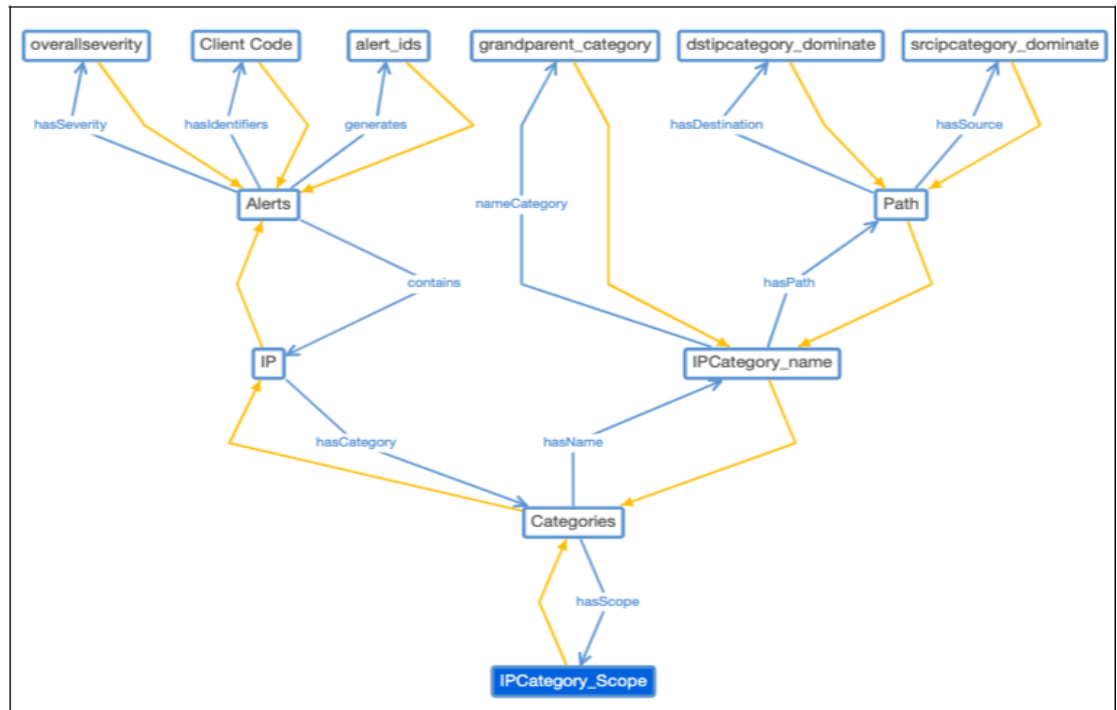 overallseverity
Client Code
alert_ids
grandparent_category
dstipcategory_dominate
srcipcategory_dominate
hasSeverity
hasIdentifiers
generates
hasDestination
hasSource
Alerts
nameCategory
Path
contains
hasPath
IP
IPCategory_name
hasCategory
hasName
Categories
hasScope
IPCategory_Scope